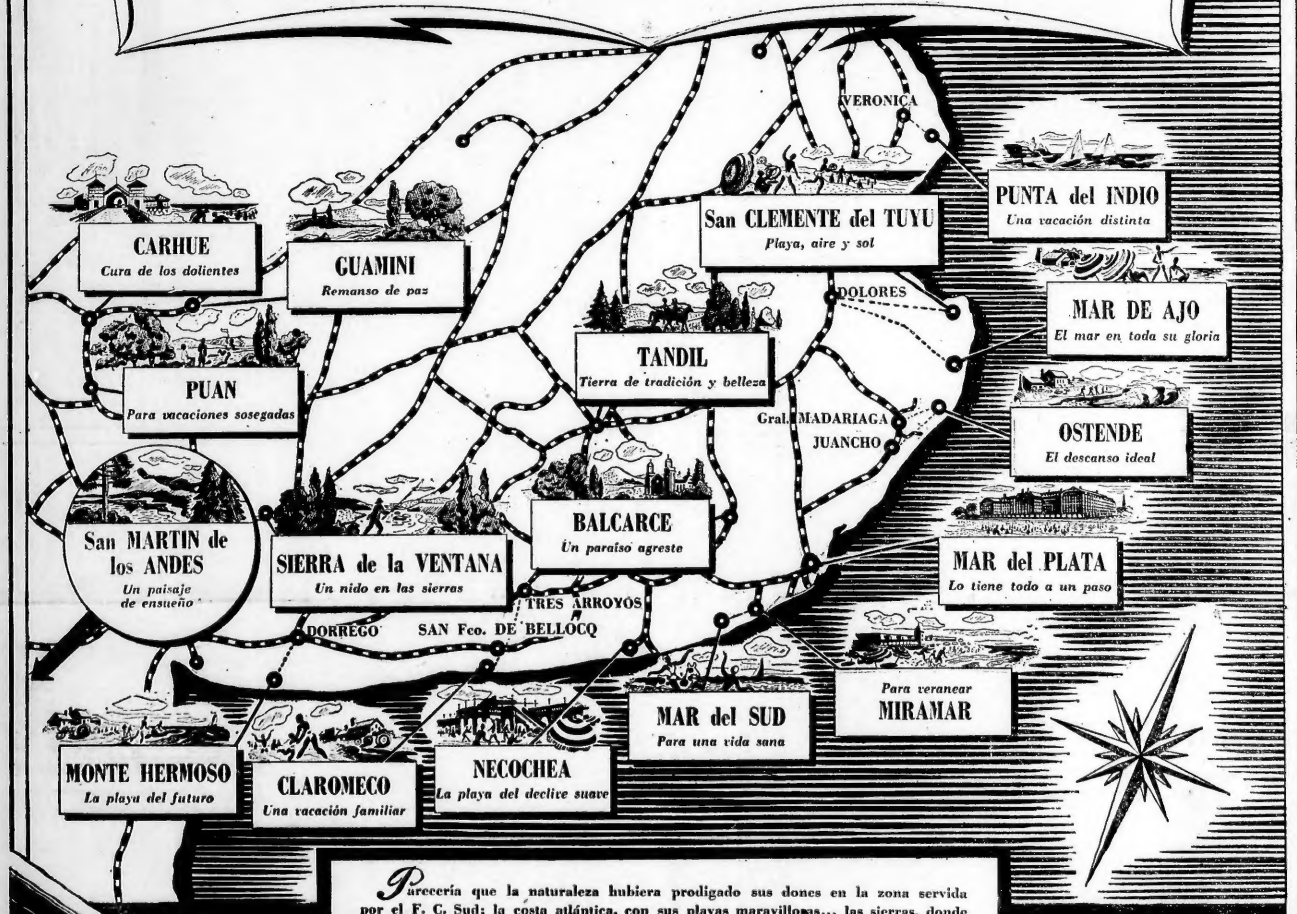 VERONICA
PUNTA del INDIO
Una vacación distinta
CARHUE
Cura de los dolientes
GUAMINI
Remanso de paz
San CLEMENTE del TUYU
Playa, aire y sol
DOLORES
MAR DE AJO
El mar en toda su gloria
PUAN
Para vacaciones sosegadas
TANDIL
Tierra de tradición y belleza
Gral. MADARIAGA
JUANCHO
OSTENDE
El descanso ideal
San MARTIN de
los ANDES
Un paisaje
de ensueño
SIERRA de la VENTANA
Un nido en las sierras
BALCARCE
Un paraíso agreste
MAR del PLATA
Lo tiene todo a un paso
TRES ARROYOS
DORREGO
SAN Fco. DE BELLOCQ
MONTE HERMOSO
La playa del futuro
CLAROMECO
Una vacación familiar
NECOCHEA
La playa del declive suave
MAR del SUD
Para una vida sana
Para veranear
MIRAMAR
Parecería que la naturaleza hubiera prodigado sus dones en la zona servida
por el F. C. Sud: la costa atlántica, con sus playas maravillosas... las sierras, donde